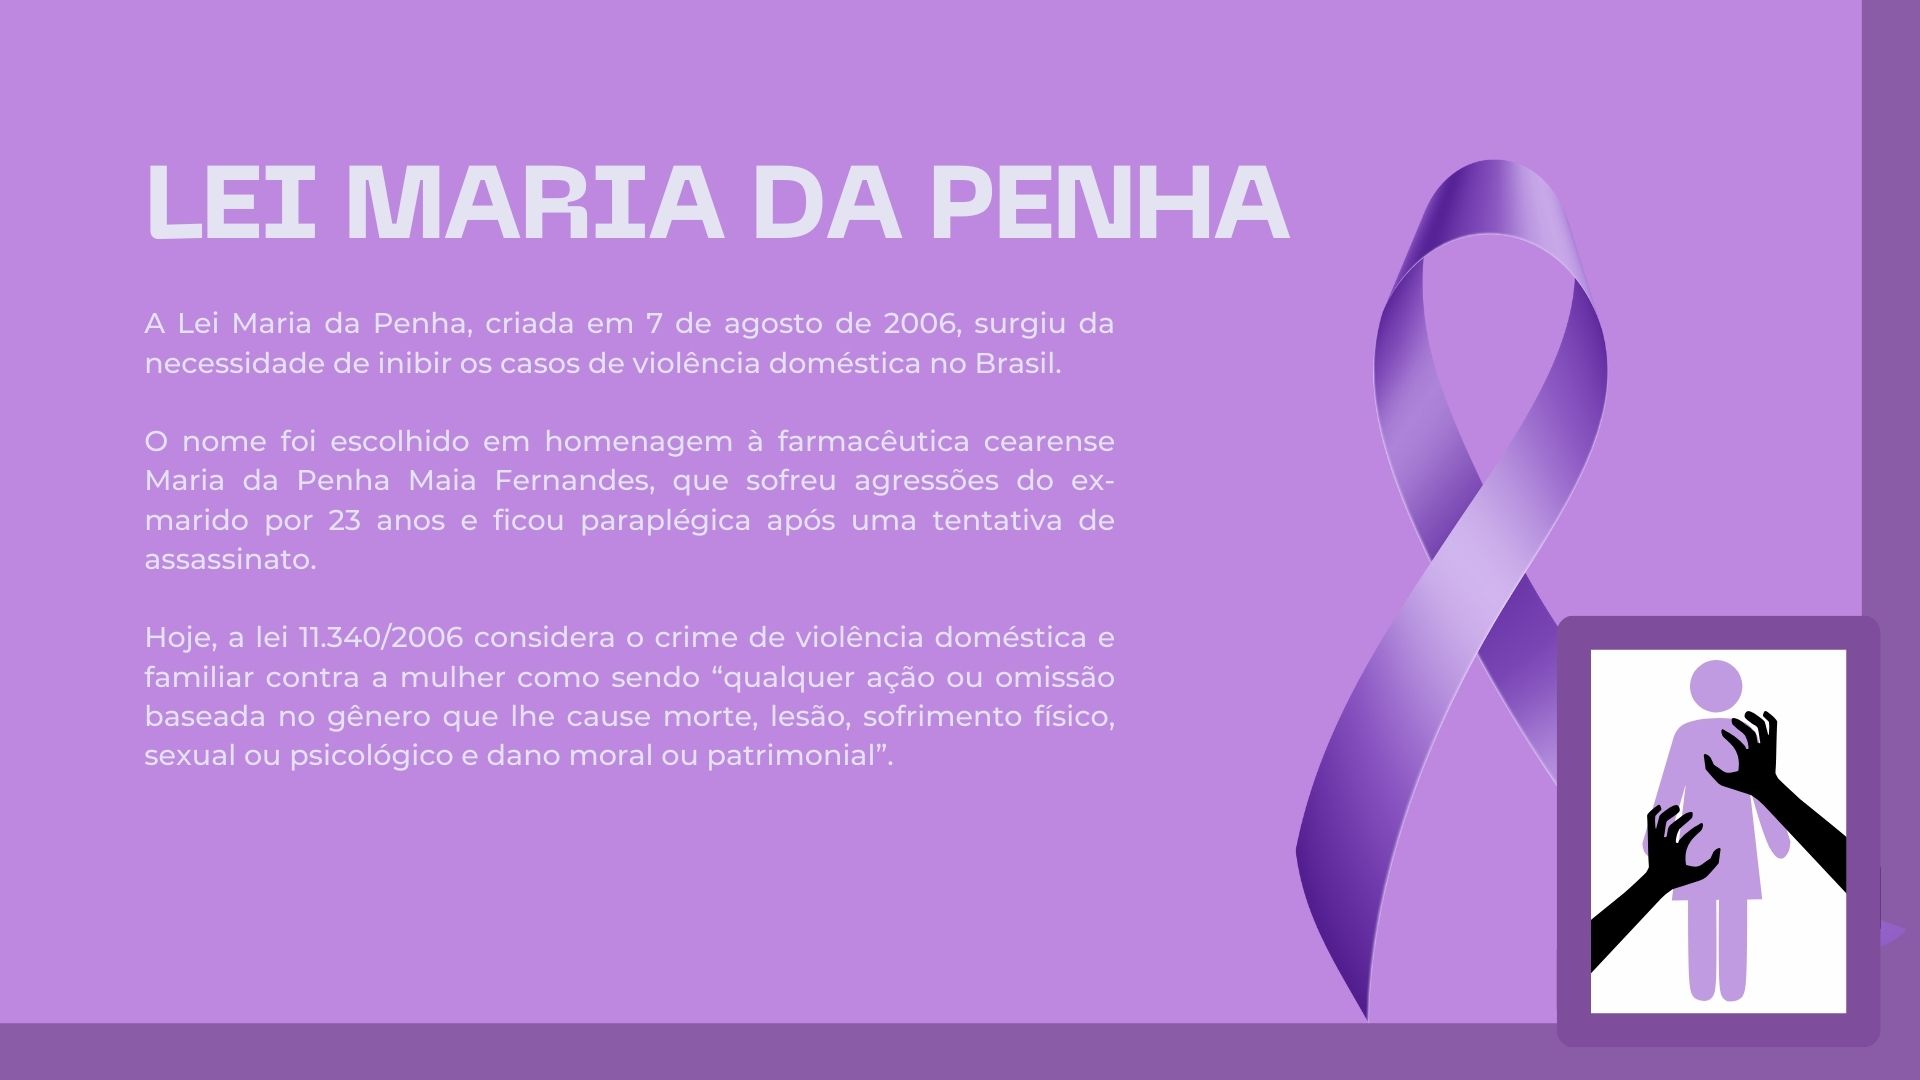 LEI MARIA DA PENHA
A Lei Maria da Penha, criada em 7 de agosto de 2006, surgiu da
necessidade de inibir os casos de violência doméstica no Brasil.
O nome foi escolhido em homenagem à farmacêutica cearense
Maria da Penha Maia Fernandes, que sofreu agressões do ex-
marido por 23 anos e ficou paraplégica após uma tentativa de
assassinato.
Hoje, a lei 11.340/2006 considera o crime de violência doméstica e
familiar contra a mulher como sendo “qualquer ação ou omissão
baseada no gênero que lhe cause morte, lesão, sofrimento físico,
sexual ou psicológico e dano moral ou patrimonial”.